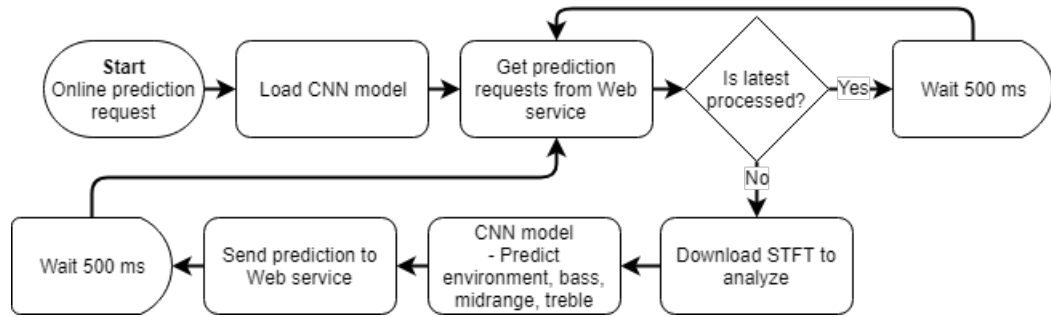 Start
Online prediction
request
Load CNN model
Get prediction
requests from Web
service
Is latest
processed?
Yes
Wait 500 ms
No
Download STFT to
analyze
CNN model
- Predict
environment, bass,
midrange, treble
Send prediction to
Web service
Wait 500 ms